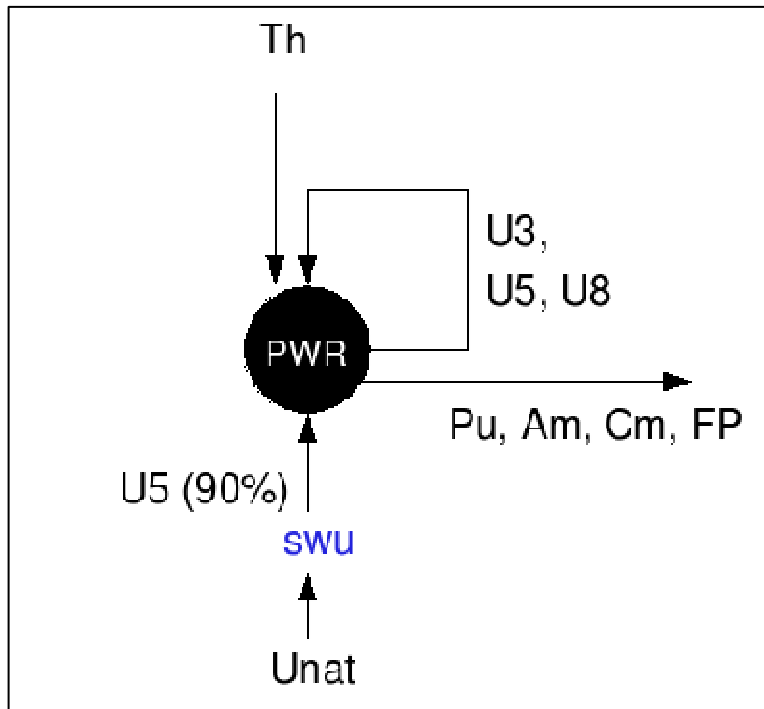 Th
U3,
U5, U8
PWR
Pu, Am, Cm, FP
U5 (90%)
swu
Unat